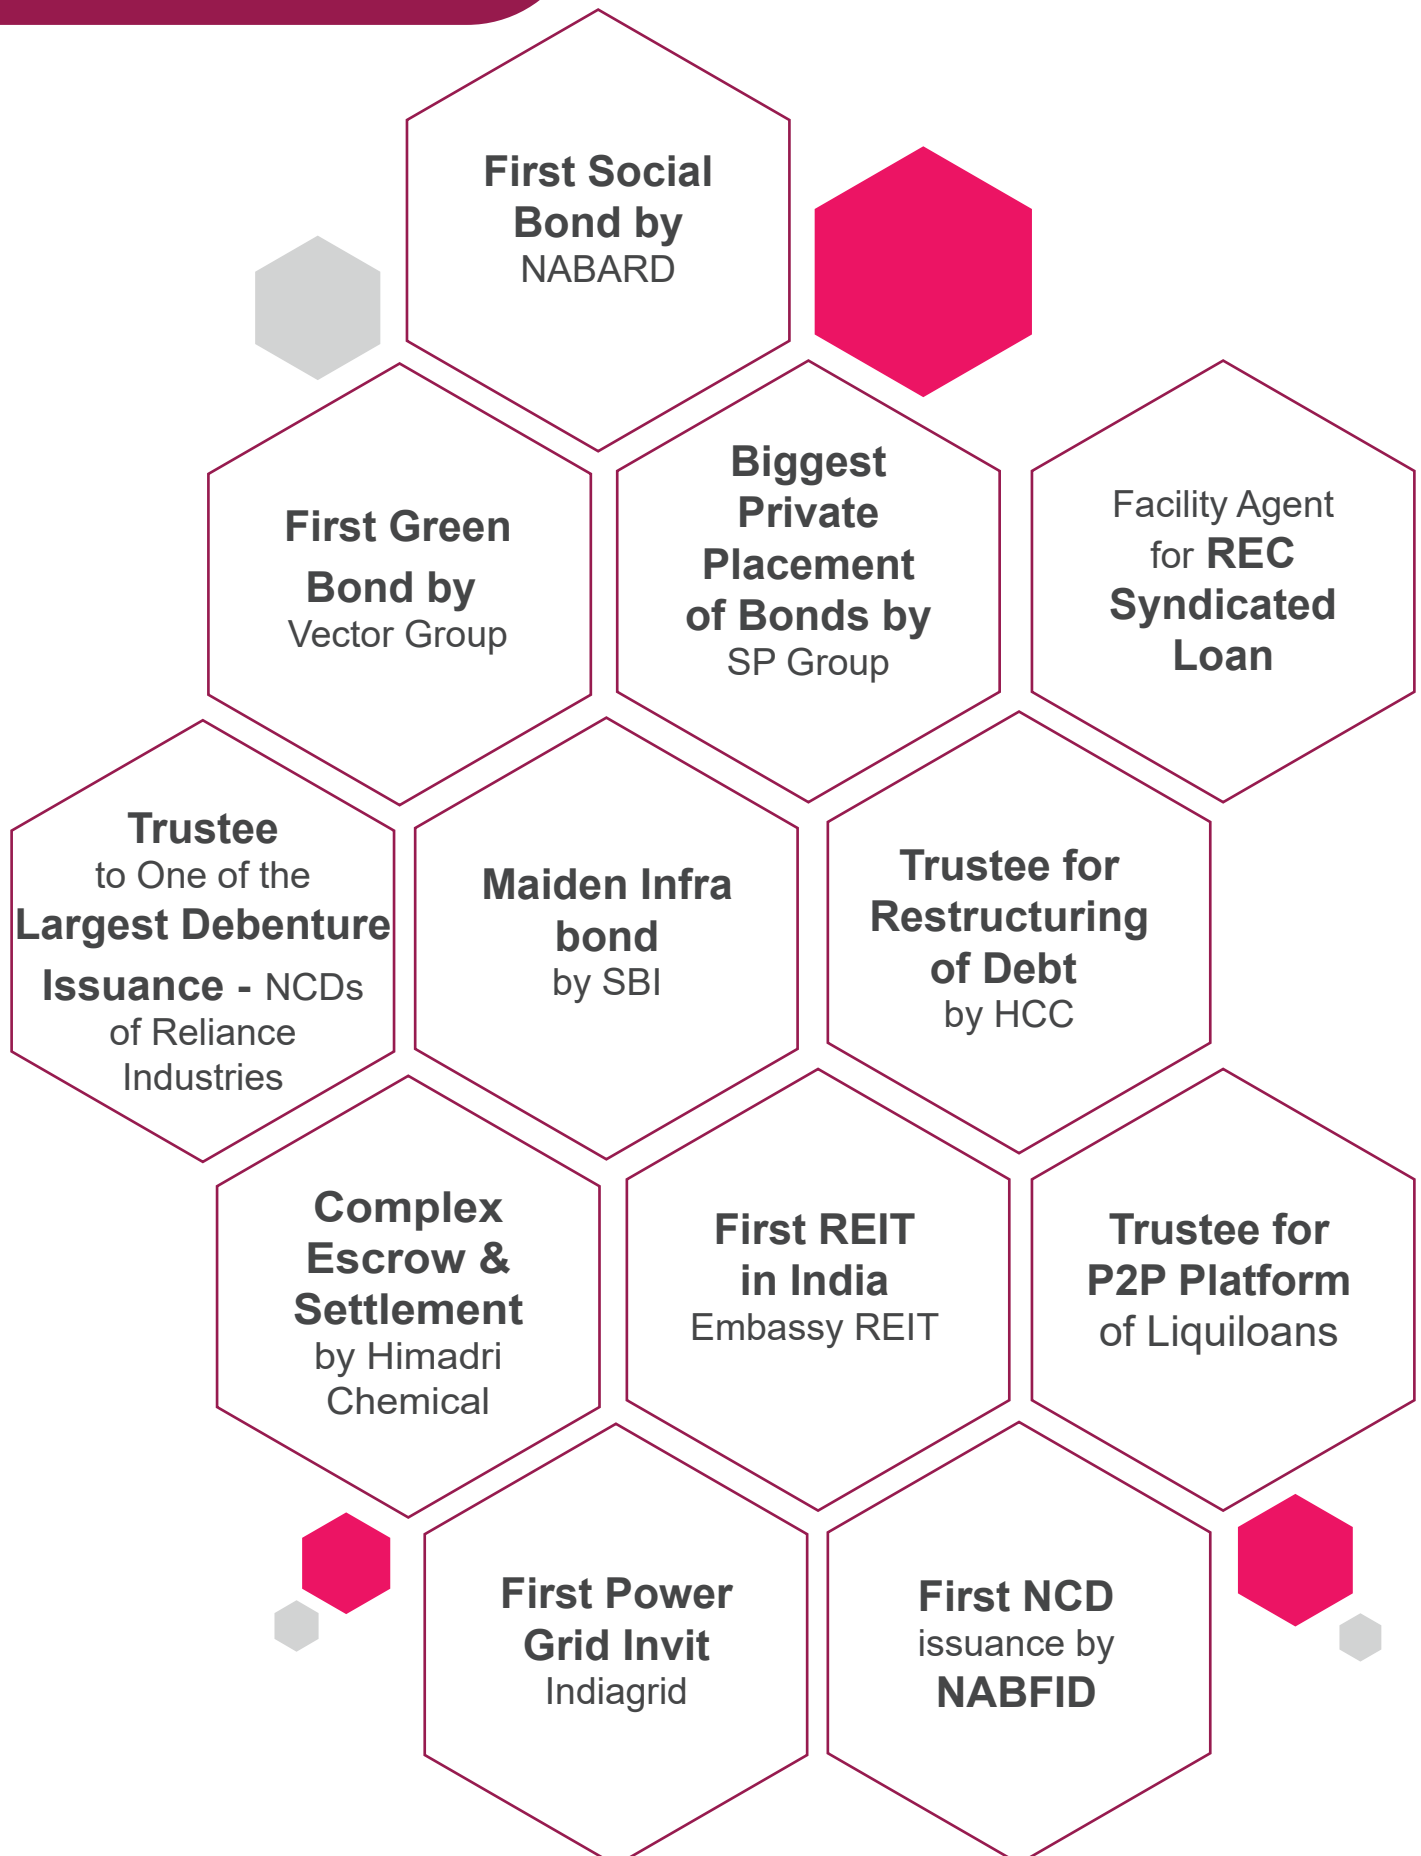 First Social
Bond by
NABARD
First Green
Bond by
Vector Group
Biggest
Private
Placement
of Bonds by
SP Group
Facility Agent
for REC
Syndicated
Loan
Trustee
to One of the
Largest Debenture
Issuance - NCDs
of Reliance
Industries
Maiden Infra
bond
by SBI
Trustee for
Restructuring
of Debt
by HCC
Complex
Escrow &
Settlement
by Himadri
Chemical
First REIT
in India
Embassy REIT
Trustee for
P2P Platform
of Liquiloans
First Power
Grid Invit
Indiagrid
First NCD
issuance by
NABFID